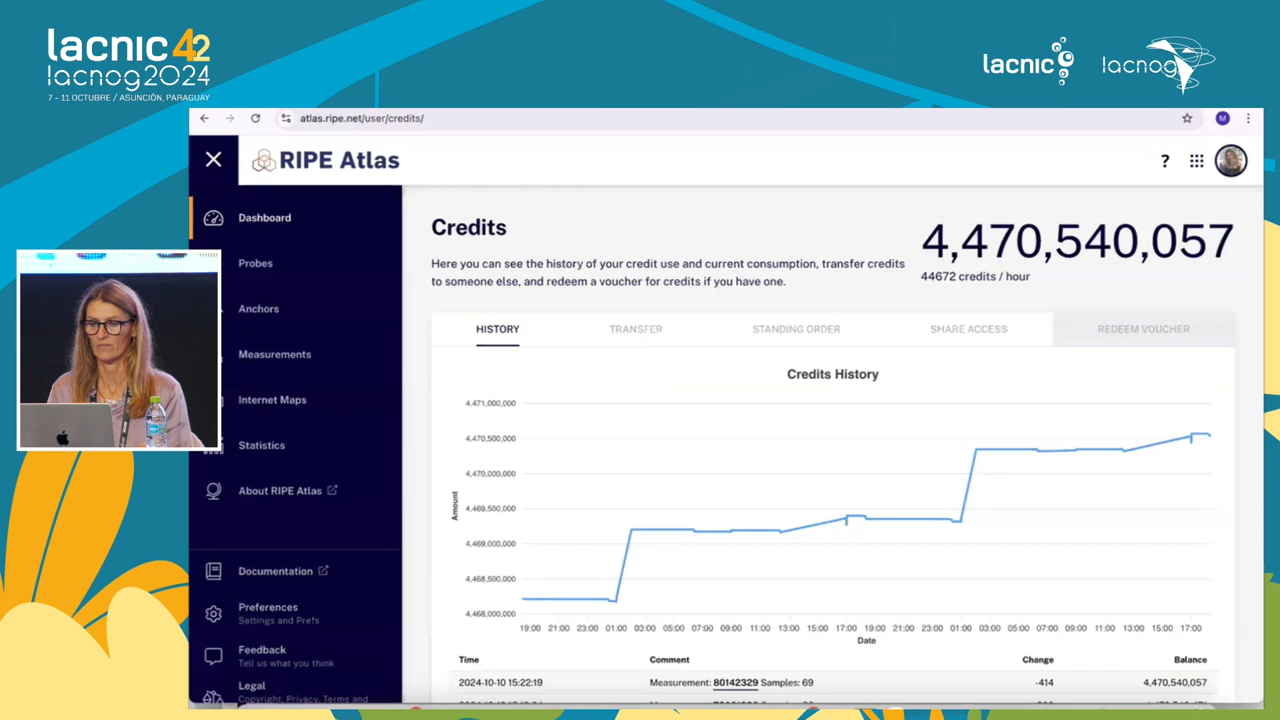 lacnic 42
lacnog2024
7 - 11 OCTUBRE / ASUNCIÓN, PARAGUAY
lacnic
lacnog
atlas.ripe.net/user/credits/
M
RIPE Atlas
?
Dashboard
Probes
Anchors
Measurements
Internet Maps
Statistics
About RIPE Atlas
Documentation
Preferences
Settings and Prefs
Feedback
Tell us what you think
Legal
Copyright, Privacy, Terms and
Credits
4,470,540,057
Here you can see the history of your credit use and current consumption, transfer credits
to someone else, and redeem a voucher for credits if you have one.
44672 credits / hour
HISTORY TRANSFER STANDING ORDER SHARE ACCESS REDEEM VOUCHER
Credits History
Amount
4,471,000,000
4,470,500,000
4,470,000,000
4,469,500,000
4,469,000,000
4,468,500,000
4,468,000,000
19:00 21:00 23:00 01:00 03:00 05:00 07:00 09:00 11:00 13:00 15:00 17:00 19:00 21:00 23:00 01:00 03:00 05:00 07:00 09:00 11:00 13:00 15:00 17:00
Date
Time Comment Change Balance
2024-10-10 15:22:19 Measurement: 80142329 Samples: 69 -414 4,470,540,057